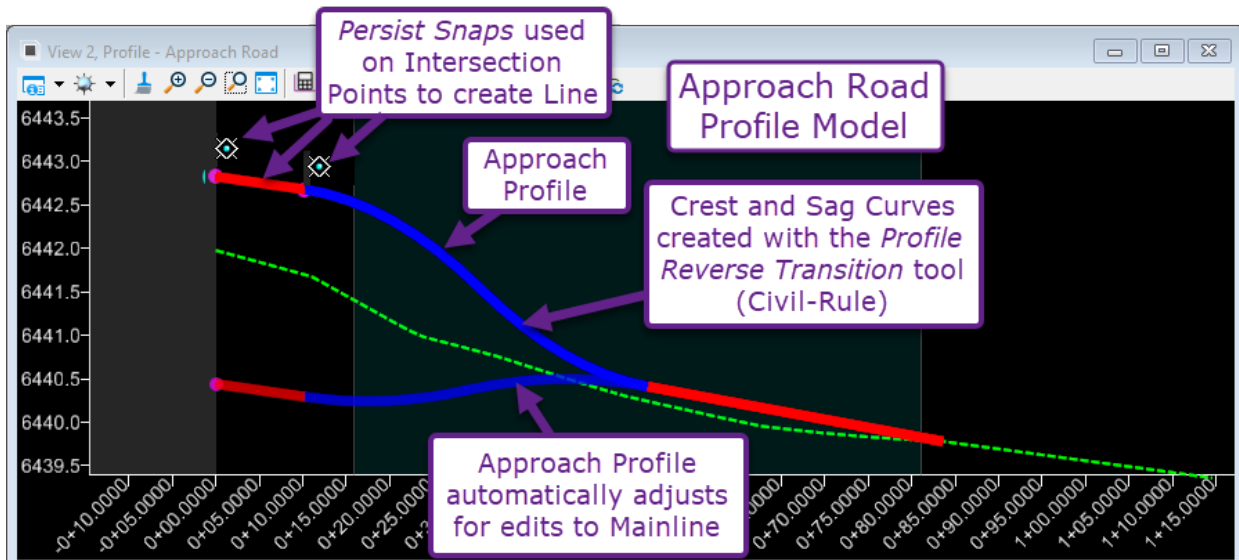 View 2, Profile - Approach Road
Persist Snaps used
on Intersection
Points to create Line
Approach Road
Profile Model
Approach
Profile
Crest and Sag Curves
created with the Profile
Reverse Transition tool
(Civil-Rule)
Approach Profile
automatically adjusts
for edits to Mainline
6443.5
6443.0
6442.5
6442.0
6441.5
6441.0
6440.5
6440.0
6439.5
-0+10.0000
-0+05.0000
0+00.0000
0+05.0000
0+10.0000
0+15.0000
0+20.0000
0+25.0000
0+75.0000
0+80.0000
0+85.0000
0+90.0000
0+95.0000
1+00.0000
1+05.0000
1+10.0000
1+15.0000